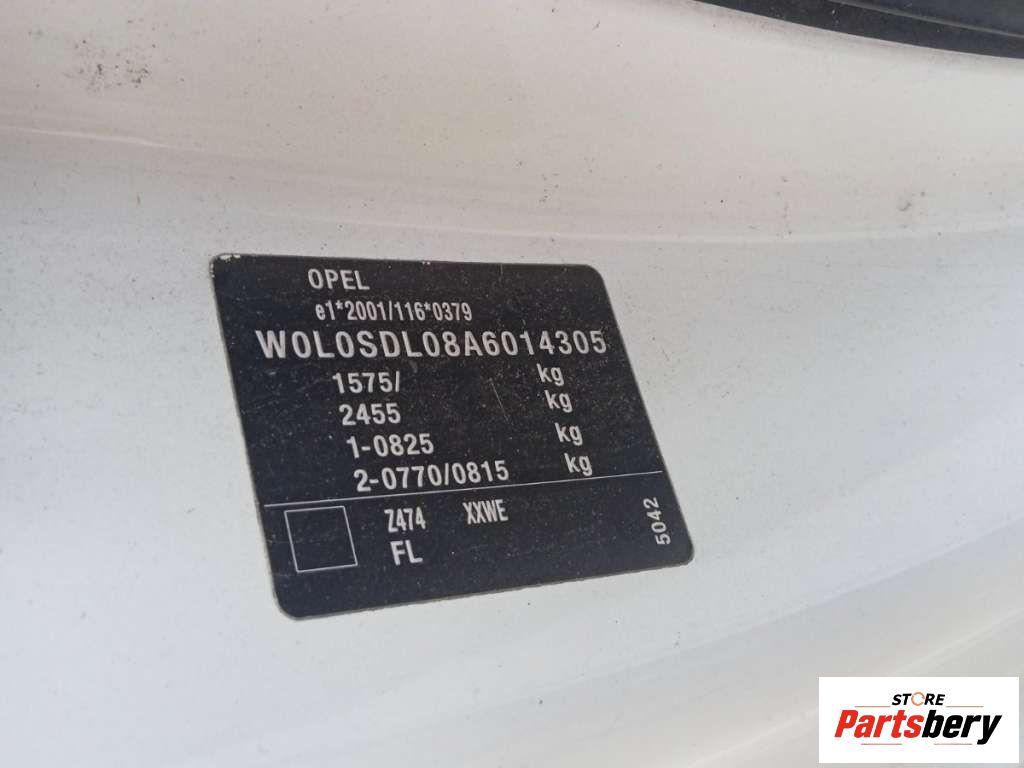 OPEL
e1*2001/116*0379
W0L0SDL08A6014305
1575/ kg
2455 kg
1-0825 kg
2-0770/0815 kg
Z474 XXWE
FL
5042
STORE
Partsbery